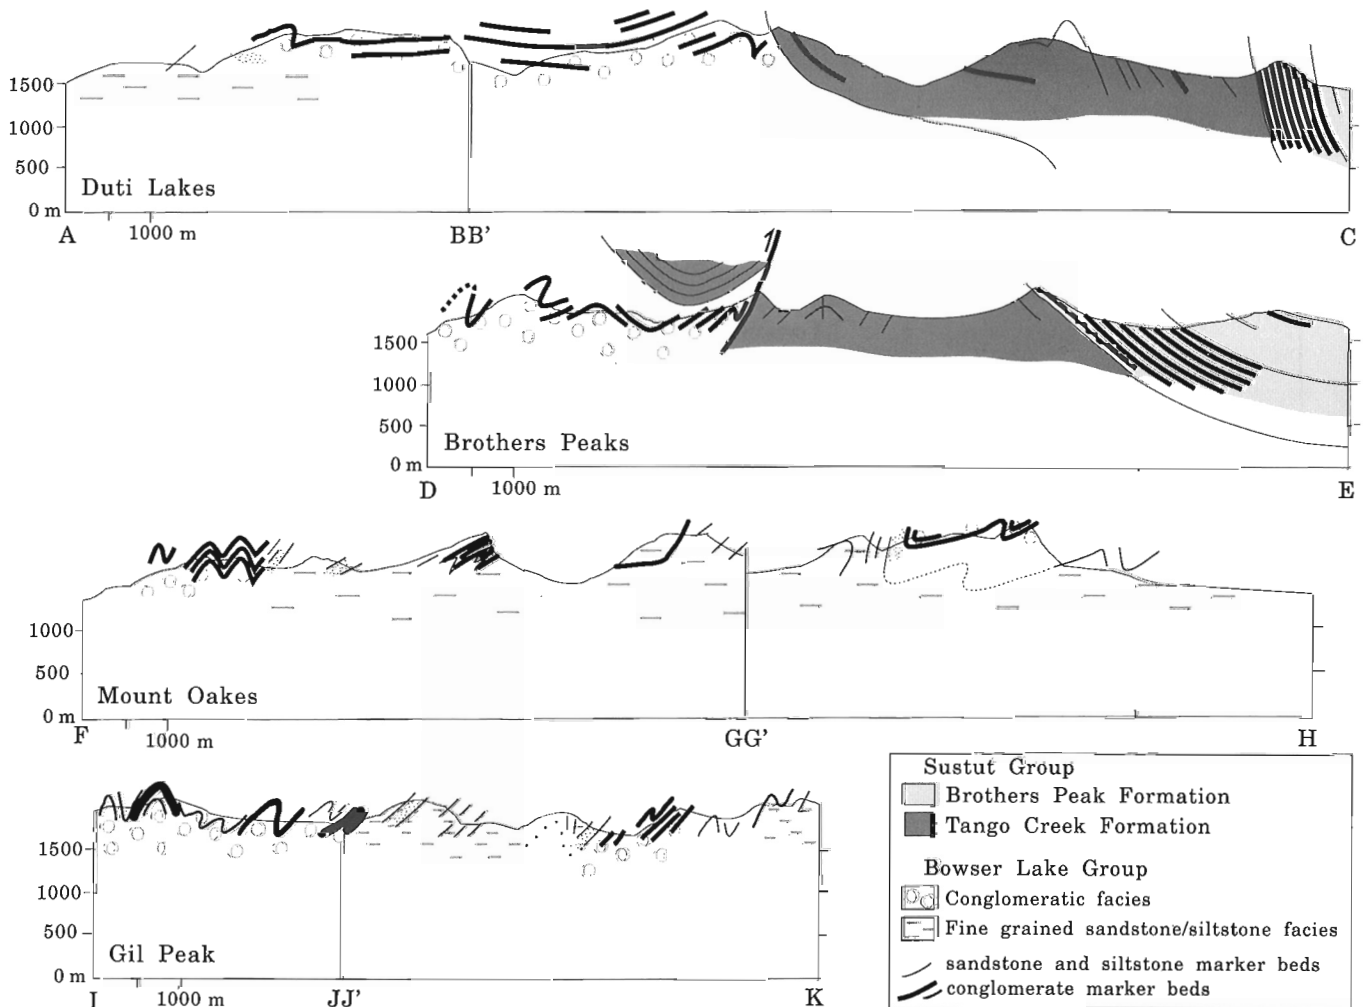 1500
1000
500
Duti Lakes
0 m
A
1000 m
BB'
C
1500
1000
500
Brothers Peaks
0 m
D
1000 m
E
1000
500
Mount Oakes
0 m
F
1000 m
GG'
H
1500
1000
500
Gil Peak
0 m
I
1000 m
JJ'
K
Sustut Group
Brothers Peak Formation
Tango Creek Formation
Bowser Lake Group
Conglomeratic facies
Fine grained sandstone/siltstone facies
sandstone and siltstone marker beds
conglomerate marker beds